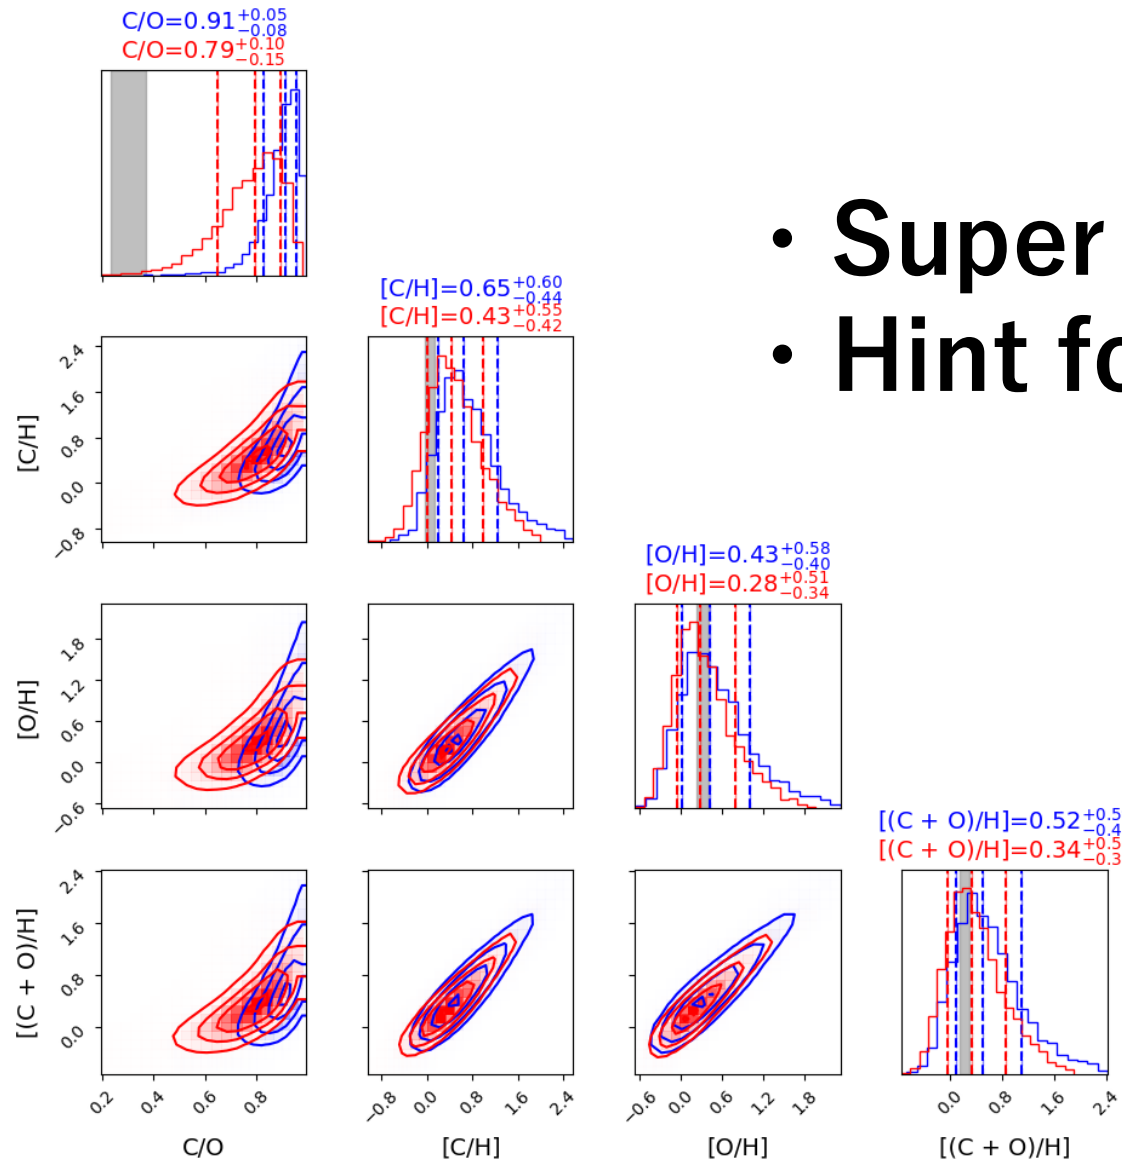 C/O=0.91+0.05−0.08
C/O=0.79+0.10−0.15
• Super
• Hint
[C/H]=0.65+0.60−0.44
[C/H]=0.43+0.55−0.42
2.4
1.6
0.8
0.0
−0.8
[C/H]
[O/H]=0.43+0.58−0.40
[O/H]=0.28+0.51−0.34
1.8
1.2
0.6
0.0
−0.6
[O/H]
[(C + O)/H]=0.52+0.5−0.4
[(C + O)/H]=0.34+0.5−0.3
2.4
1.6
0.8
0.0
[(C + O)/H]
0.2 0.4 0.6 0.8
−0.8 0.0 0.8 1.6 2.4
−0.6 0.0 0.6 1.2 1.8
0.0 0.8 1.6 2.4
C/O [C/H] [O/H] [(C + O)/H]